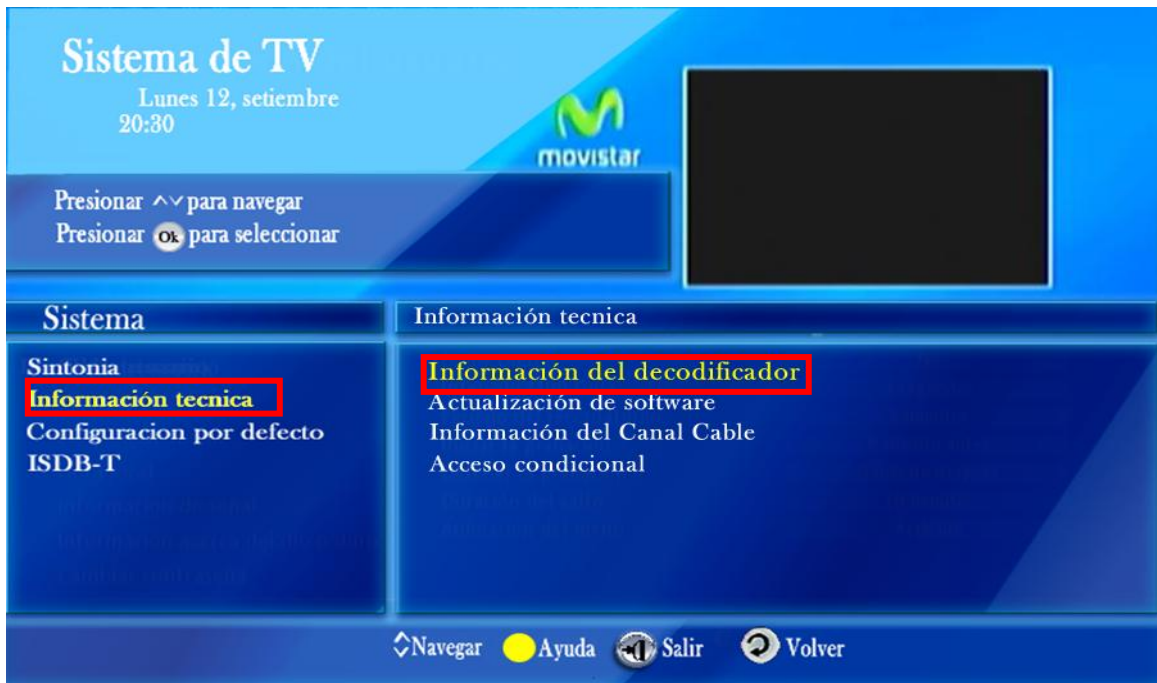 Sistema de TV
Lunes 12, setiembre
20:30
movistar
Presionar ^v para navegar
Presionar Ok para seleccionar
Sistema
Información tecnica
Sintonia
Información tecnica
Configuracion por defecto
ISDB-T
Información del decodificador
Actualización de software
Información del Canal Cable
Acceso condicional
Navegar Ayuda Salir Volver